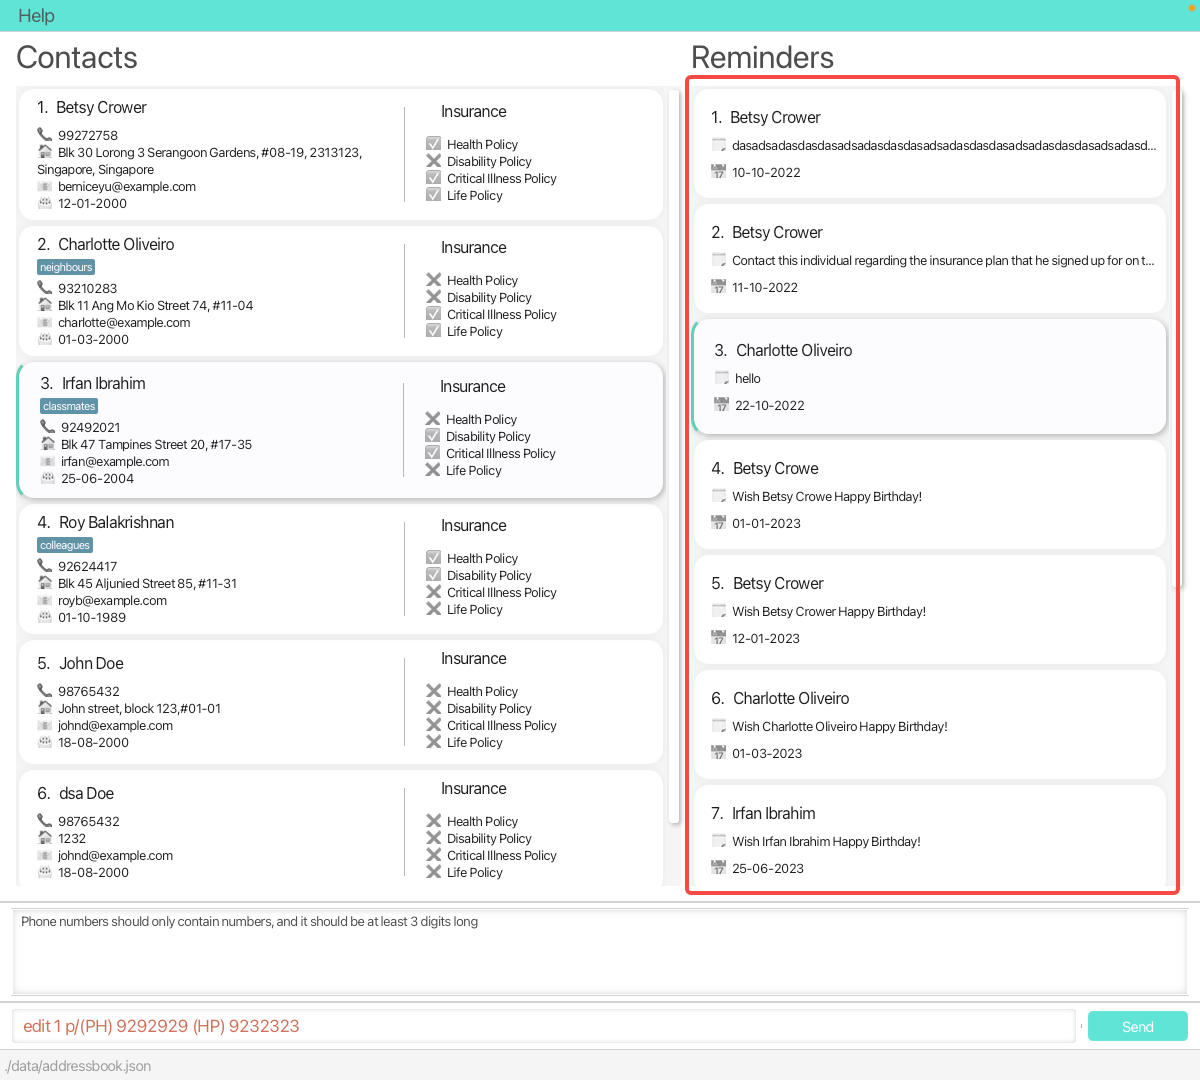 Help
Contacts
1. Betsy Crower
99272758
Blk 30 Lorong 3 Serangoon Gardens, #08-19, 2313123,
Singapore, Singapore
berniceyu@example.com
12-01-2000
Insurance
Health Policy
Disability Policy
Critical Illness Policy
Life Policy
2. Charlotte Oliveiro
neighbours
93210283
Blk 11 Ang Mo Kio Street 74, #11-04
charlotte@example.com
01-03-2000
Insurance
Health Policy
Disability Policy
Critical Illness Policy
Life Policy
3. Irfan Ibrahim
classmates
92492021
Blk 47 Tampines Street 20, #17-35
irfan@example.com
25-06-2004
Insurance
Health Policy
Disability Policy
Critical Illness Policy
Life Policy
4. Roy Balakrishnan
colleagues
92624417
Blk 45 Aljunied Street 85, #11-31
royb@example.com
01-10-1989
Insurance
Health Policy
Disability Policy
Critical Illness Policy
Life Policy
5. John Doe
98765432
John street, block 123,#01-01
johnd@example.com
18-08-2000
Insurance
Health Policy
Disability Policy
Critical Illness Policy
Life Policy
6. dsa Doe
98765432
1232
johnd@example.com
18-08-2000
Insurance
Health Policy
Disability Policy
Critical Illness Policy
Life Policy
Reminders
1. Betsy Crower
dasadsadasdasdasadsadasdasdasadsadasdasdasadsadasdasdasadsadasd...
10-10-2022
2. Betsy Crower
Contact this individual regarding the insurance plan that he signed up for on t...
11-10-2022
3. Charlotte Oliveiro
hello
22-10-2022
4. Betsy Crowe
Wish Betsy Crowe Happy Birthday!
01-01-2023
5. Betsy Crower
Wish Betsy Crower Happy Birthday!
12-01-2023
6. Charlotte Oliveiro
Wish Charlotte Oliveiro Happy Birthday!
01-03-2023
7. Irfan Ibrahim
Wish Irfan Ibrahim Happy Birthday!
25-06-2023
Phone numbers should only contain numbers, and it should be at least 3 digits long
edit 1 p/(PH) 9292929 (HP) 9232323
Send
./data/addressbook.json